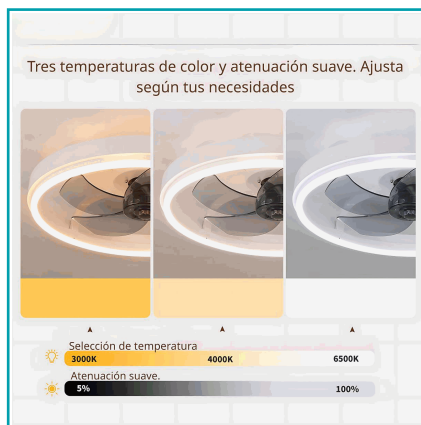 Tres temperaturas de color y atenuación suave. Ajusta
según tus necesidades
Selección de temperatura
3000K 4000K 6500K
Atenuación suave.
5% 100%